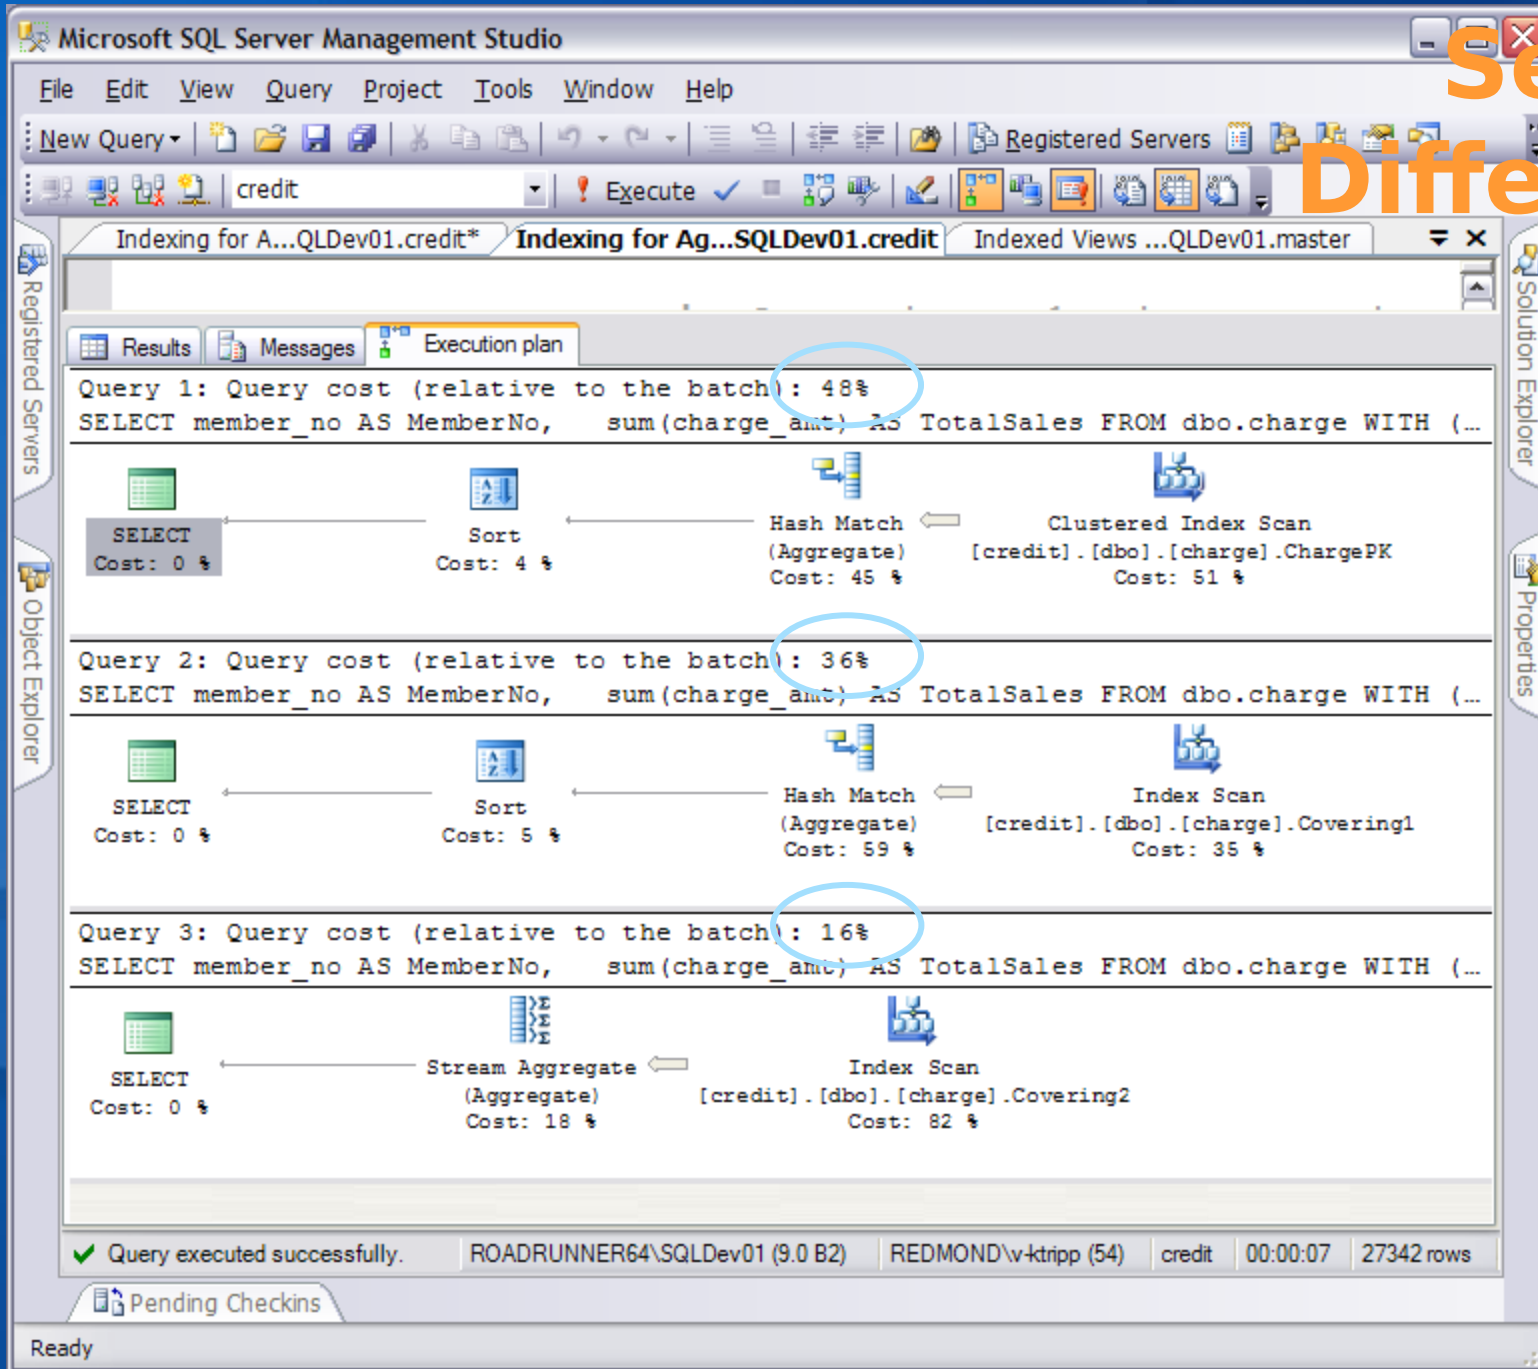 Microsoft SQL Server Management Studio
Se
File Edit View Query Project Tools Window Help
New Query Registered Servers
Diffe
credit Execute
Indexing for A...QLDev01.credit* Indexing for Ag...SQLDev01.credit Indexed Views ...QLDev01.master
Registered Servers
Object Explorer
Solution Explorer
Properties
Results Messages Execution plan
Query 1: Query cost (relative to the batch): 48%
SELECT member_no AS MemberNo, sum(charge_amt) AS TotalSales FROM dbo.charge WITH (…
SELECT
Cost: 0 %
Sort
Cost: 4 %
Hash Match
(Aggregate)
Cost: 45 %
Clustered Index Scan
[credit].[dbo].[charge].ChargePK
Cost: 51 %
Query 2: Query cost (relative to the batch): 36%
SELECT member_no AS MemberNo, sum(charge_amt) AS TotalSales FROM dbo.charge WITH (…
SELECT
Cost: 0 %
Sort
Cost: 5 %
Hash Match
(Aggregate)
Cost: 59 %
Index Scan
[credit].[dbo].[charge].Covering1
Cost: 35 %
Query 3: Query cost (relative to the batch): 16%
SELECT member_no AS MemberNo, sum(charge_amt) AS TotalSales FROM dbo.charge WITH (…
SELECT
Cost: 0 %
Stream Aggregate
(Aggregate)
Cost: 18 %
Index Scan
[credit].[dbo].[charge].Covering2
Cost: 82 %
Query executed successfully. ROADRUNNER64\SQLDev01 (9.0 B2) REDMOND\v-ktripp (54) credit 00:00:07 27342 rows
Pending Checkins
Ready